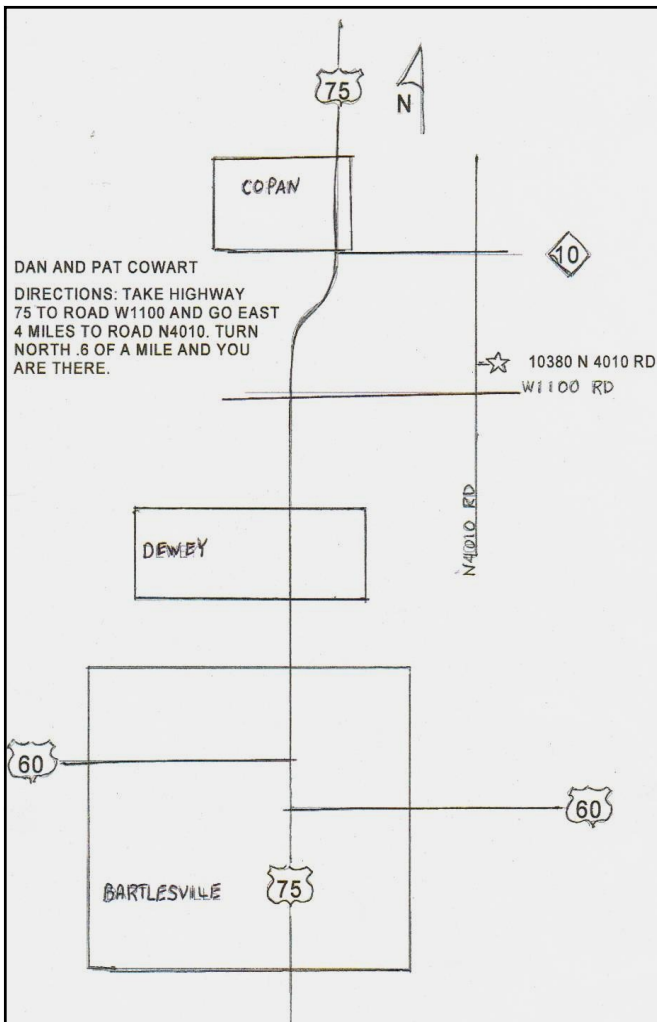 75
N
COPAN
10
DAN AND PAT COWART
DIRECTIONS: TAKE HIGHWAY
75 TO ROAD W1100 AND GO EAST
4 MILES TO ROAD N4010. TURN
NORTH .6 OF A MILE AND YOU
ARE THERE.
10380 N 4010 RD
W1100 RD
N4010 RD
DEWEY
60
60
75
BARTLESVILLE